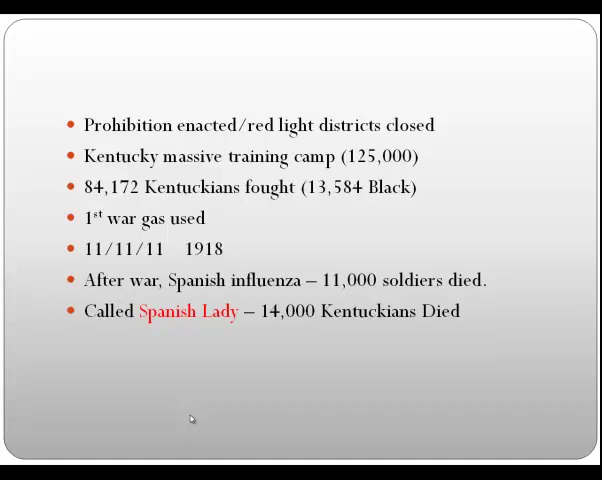 • Prohibition enacted/red light districts closed
• Kentucky massive training camp (125,000)
• 84,172 Kentuckians fought (13,584 Black)
• 1st war gas used
• 11/11/11 1918
• After war, Spanish influenza – 11,000 soldiers died.
• Called Spanish Lady – 14,000 Kentuckians Died